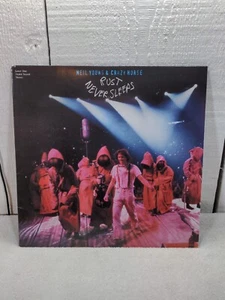 NEIL YOUNG & CRAZY HORSE
RUST
NEVER SLEEPS